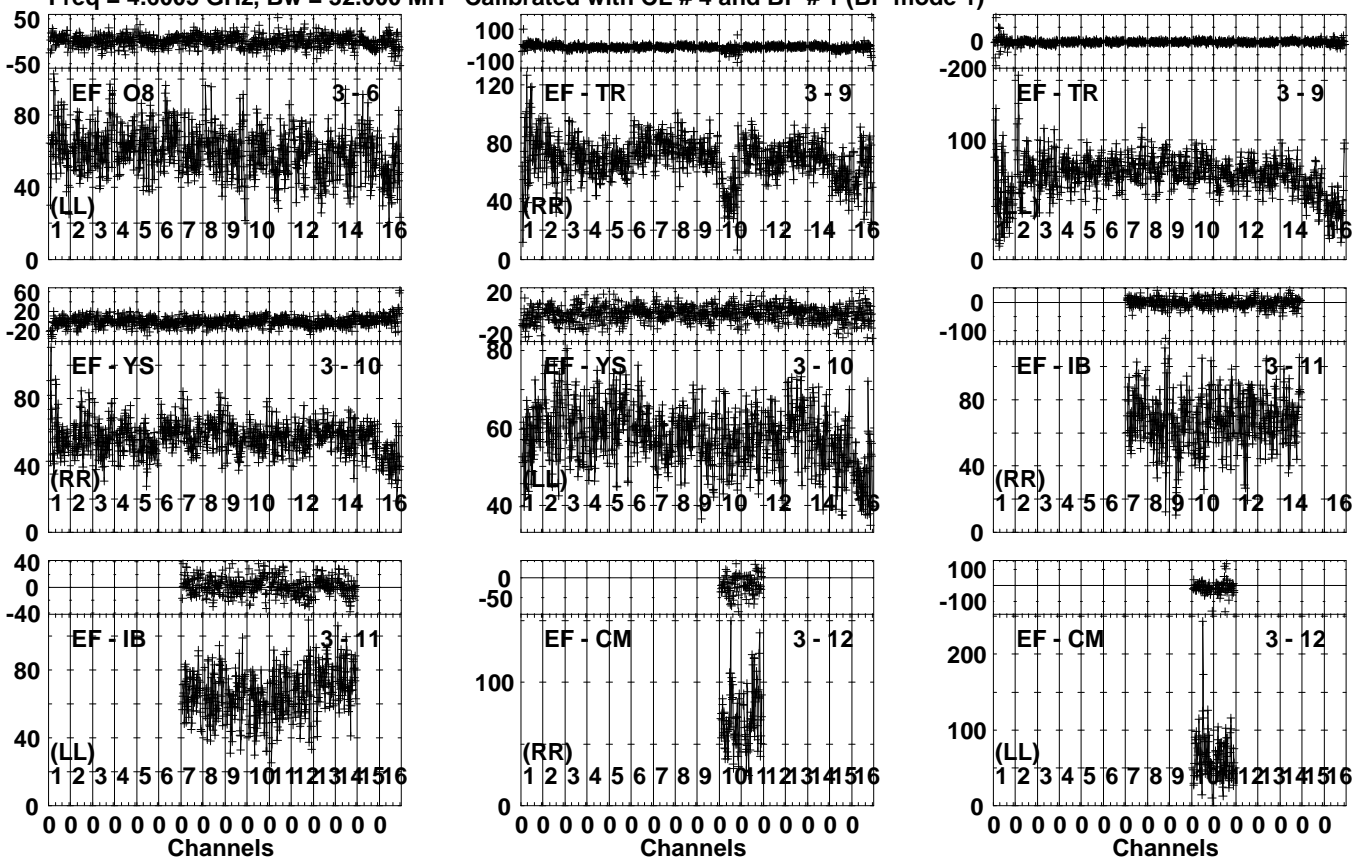 Freq = 4.6005 GHz, Bw = 32.000 MH Calibrated with CL # 4 and BP # 1 (BP mode 1)
50
-50
EF - O8 3 - 6
80
40
(LL)
1 2 3 4 5 6 7 8 9 10 12 14 16
0
100
-100
120
EF - TR 3 - 9
80
40
(RR)
1 2 3 4 5 6 7 8 9 10 12 14 16
0
0
-200
EF - TR 3 - 9
100
L)
2 3 4 5 6 7 8 9 10 12 14 16
0
60
20
-20
EF - YS 3 - 10
80
40
(RR)
1 2 3 4 5 6 7 8 9 10 12 14 16
0
20
-20
80
EF - YS 3 - 10
60
(LL)
40
1 2 3 4 5 6 7 8 9 10 12 14 16
0
-100
EF - IB 3 - 11
80
40
(RR)
1 2 3 4 5 6 7 8 9 10 12 14 16
0
40
0
-40
EF - IB 3 - 11
80
40
(LL)
1 2 3 4 5 6 7 8 9 10 11 12 13 14 15 16
0
0 0 0 0 0 0 0 0 0 0 0 0 0 0 0 0
Channels
0
-50
EF - CM 3 - 12
100
(RR)
1 2 3 4 5 6 7 8 9 10 11 12 13 14 15 16
0
0 0 0 0 0 0 0 0 0 0 0 0 0 0 0 0
Channels
100
-100
EF - CM 3 - 12
200
100
(LL)
1 2 3 4 5 6 7 8 9 12 13 14 15 16
0
0 0 0 0 0 0 0 0 0 0 0 0 0 0 0 0
Channels